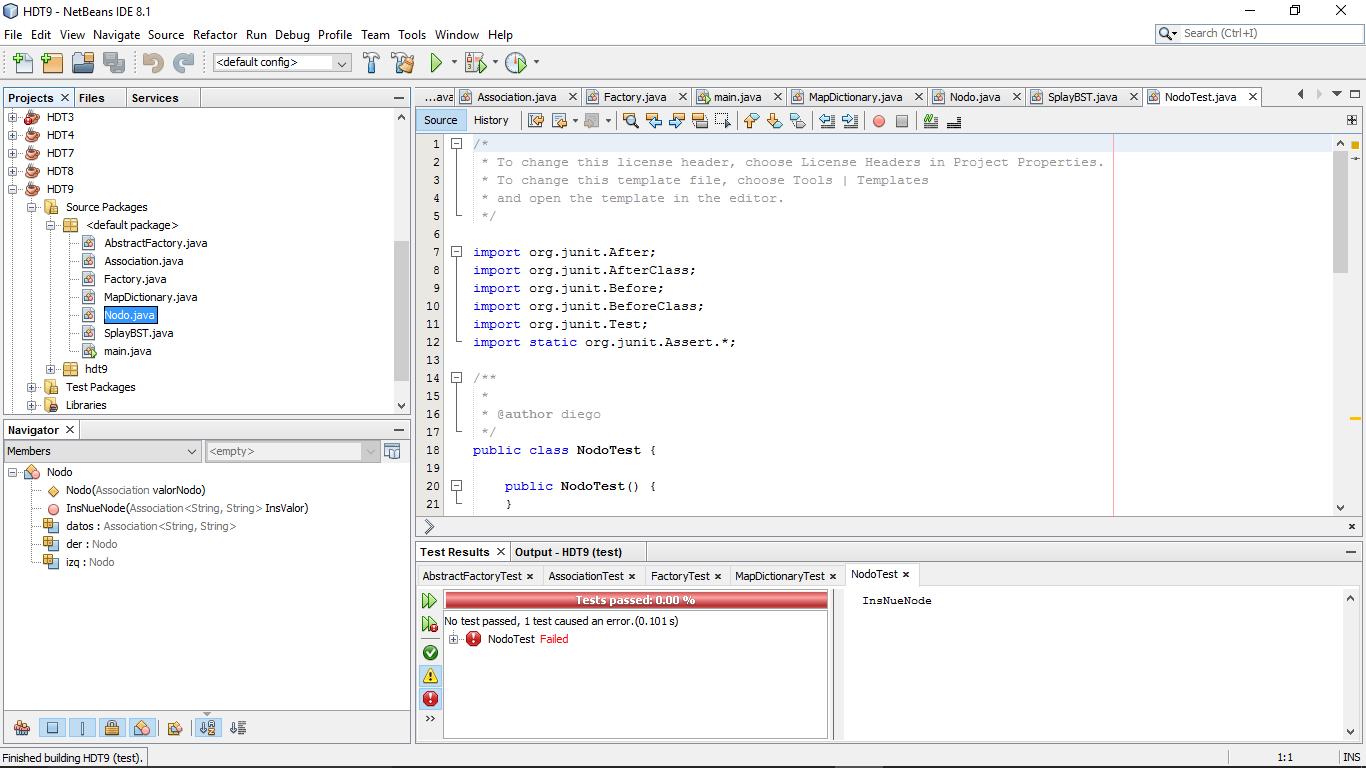 HDT9 - NetBeans IDE 8.1
File Edit View Navigate Source Refactor Run Debug Profile Team Tools Window Help
Search (Ctrl+I)
<default config>
Projects Files Services
HDT3
HDT4
HDT7
HDT8
HDT9
Source Packages
<default package>
AbstractFactory.java
Association.java
Factory.java
MapDictionary.java
Nodo.java
SplayBST.java
main.java
hdt9
Test Packages
Libraries
Navigator
Members
<empty>
Nodo
Nodo(Association valorNodo)
InsNueNode(Association<String, String> InsValor)
datos : Association<String, String>
der : Nodo
izq : Nodo
...ava Association.java Factory.java main.java MapDictionary.java Nodo.java SplayBST.java NodoTest.java
Source History
1 /*
2 * To change this license header, choose License Headers in Project Properties.
3 * To change this template file, choose Tools | Templates
4 * and open the template in the editor.
5 */
6
7 import org.junit.After;
8 import org.junit.AfterClass;
9 import org.junit.Before;
10 import org.junit.BeforeClass;
11 import org.junit.Test;
12 import static org.junit.Assert.*;
13
14 /**
15 *
16 * @author diego
17 */
18 public class NodoTest {
19
20 public NodoTest() {
21 }
Test Results Output - HDT9 (test)
AbstractFactoryTest AssociationTest FactoryTest MapDictionaryTest NodoTest
Tests passed: 0.00 %
No test passed, 1 test caused an error.(0.101 s)
NodoTest Failed
InsNueNode
Finished building HDT9 (test).
1:1 INS